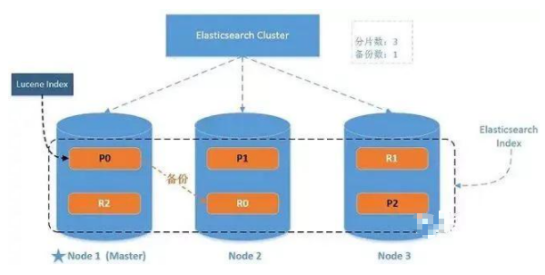 Elasticsearch Cluster
分片数：3
备份数：1
Lucene Index
Elasticsearch
Index
P0
P1
R1
备份
R2
R0
P2
Node 1 (Master)
Node 2
Node 3